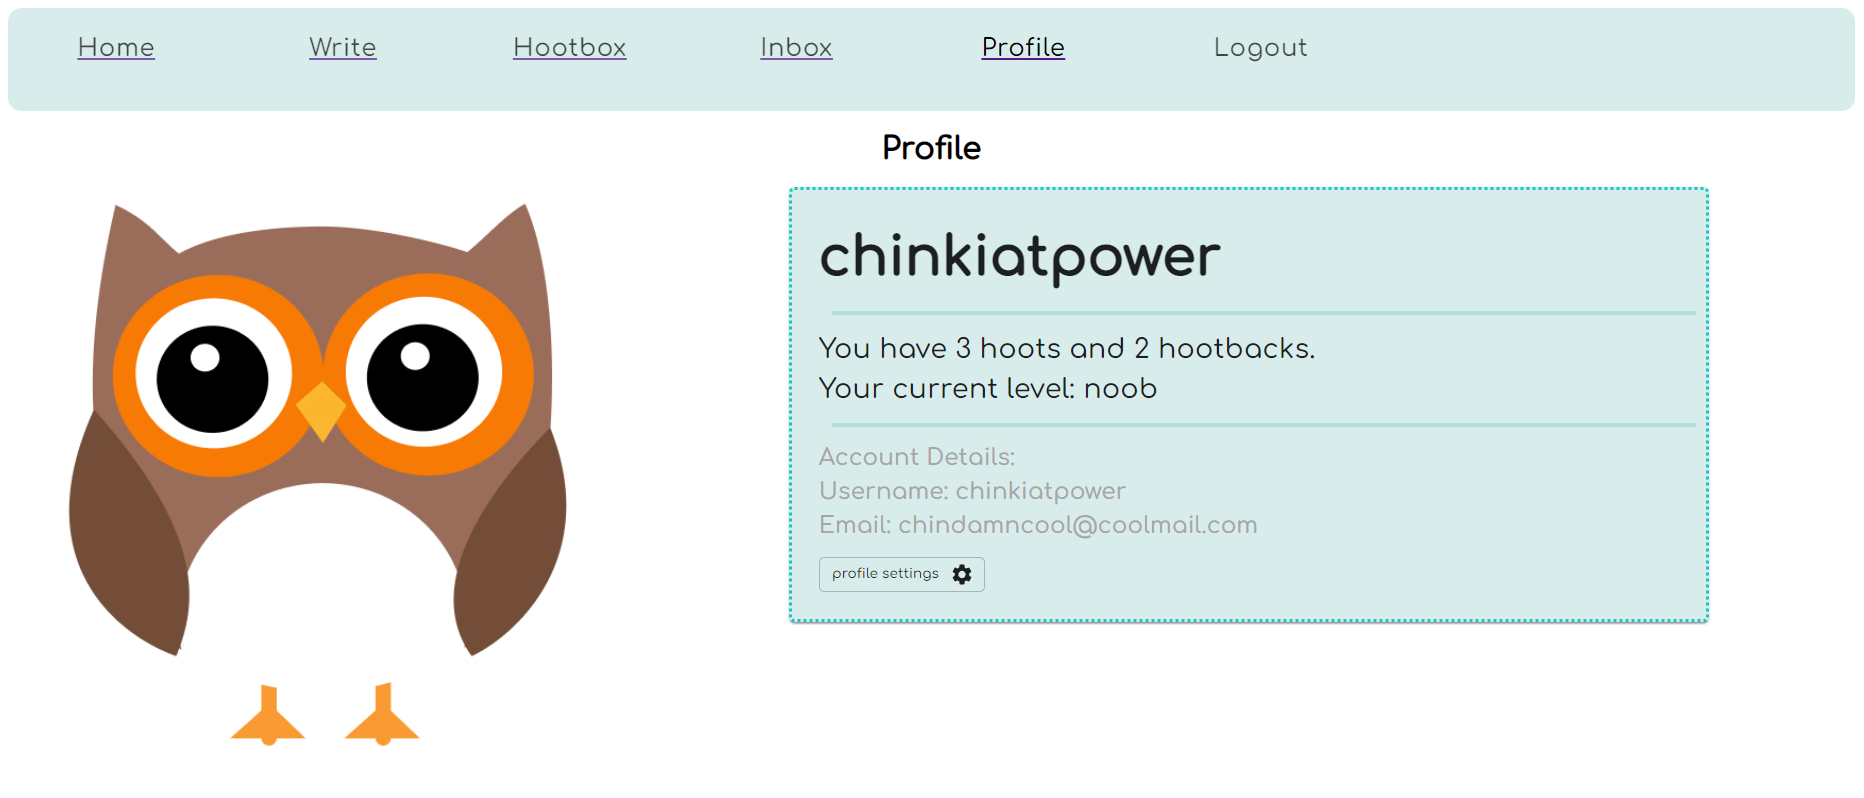 Home Write Hootbox Inbox Profile Logout
Profile
chinkiatpower
You have 3 hoots and 2 hootbacks.
Your current level: noob
Account Details:
Username: chinkiatpower
Email: chindamncool@coolmail.com
profile settings